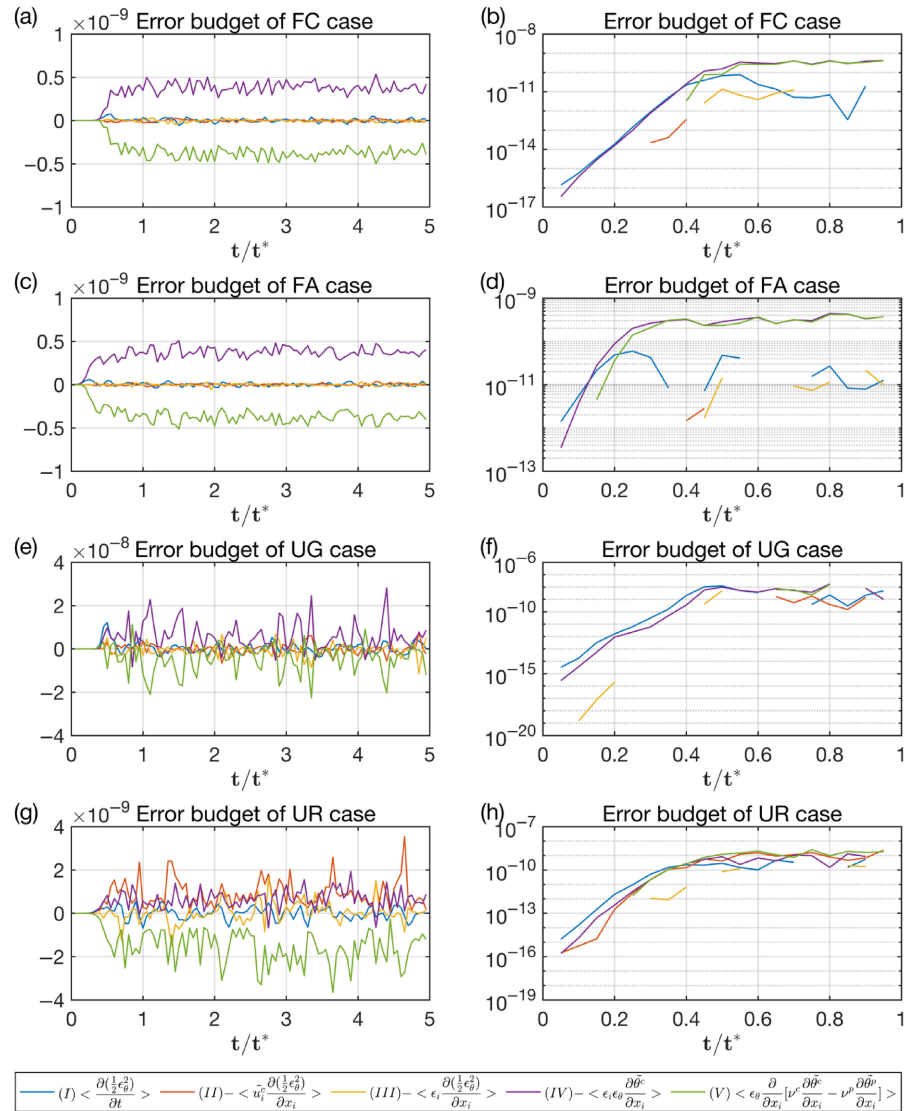 (a) Error budget of FC case
×10⁻⁹
1
0.5
0
−0.5
−1
0 1 2 3 4 5
t/t*
(b) Error budget of FC case
10⁻⁸
10⁻¹¹
10⁻¹⁴
10⁻¹⁷
0 0.2 0.4 0.6 0.8 1
t/t*
(c) Error budget of FA case
×10⁻⁹
1
0.5
0
−0.5
−1
0 1 2 3 4 5
t/t*
(d) Error budget of FA case
10⁻⁹
10⁻¹¹
10⁻¹³
0 0.2 0.4 0.6 0.8 1
t/t*
(e) Error budget of UG case
×10⁻⁸
4
2
0
−2
−4
0 1 2 3 4 5
t/t*
(f) Error budget of UG case
10⁻⁶
10⁻¹⁰
10⁻¹⁵
10⁻²⁰
0 0.2 0.4 0.6 0.8 1
t/t*
(g) Error budget of UR case
×10⁻⁹
4
2
0
−2
−4
0 1 2 3 4 5
t/t*
(h) Error budget of UR case
10⁻⁷
10⁻¹⁰
10⁻¹³
10⁻¹⁶
10⁻¹⁹
0 0.2 0.4 0.6 0.8 1
t/t*
(I) < ∂(½ϵ_θ²)/∂t > (II)− < ũ_i^c ∂(½ϵ_θ²)/∂x_i > (III)− < ϵ_i ∂(½ϵ_θ²)/∂x_i > (IV)− < ϵ_i ϵ_θ ∂θ̃^c/∂x_i > (V) < ϵ_θ ∂/∂x_i [ν^c ∂θ̃^c/∂x_i − ν^p ∂θ̃^p/∂x_i] >